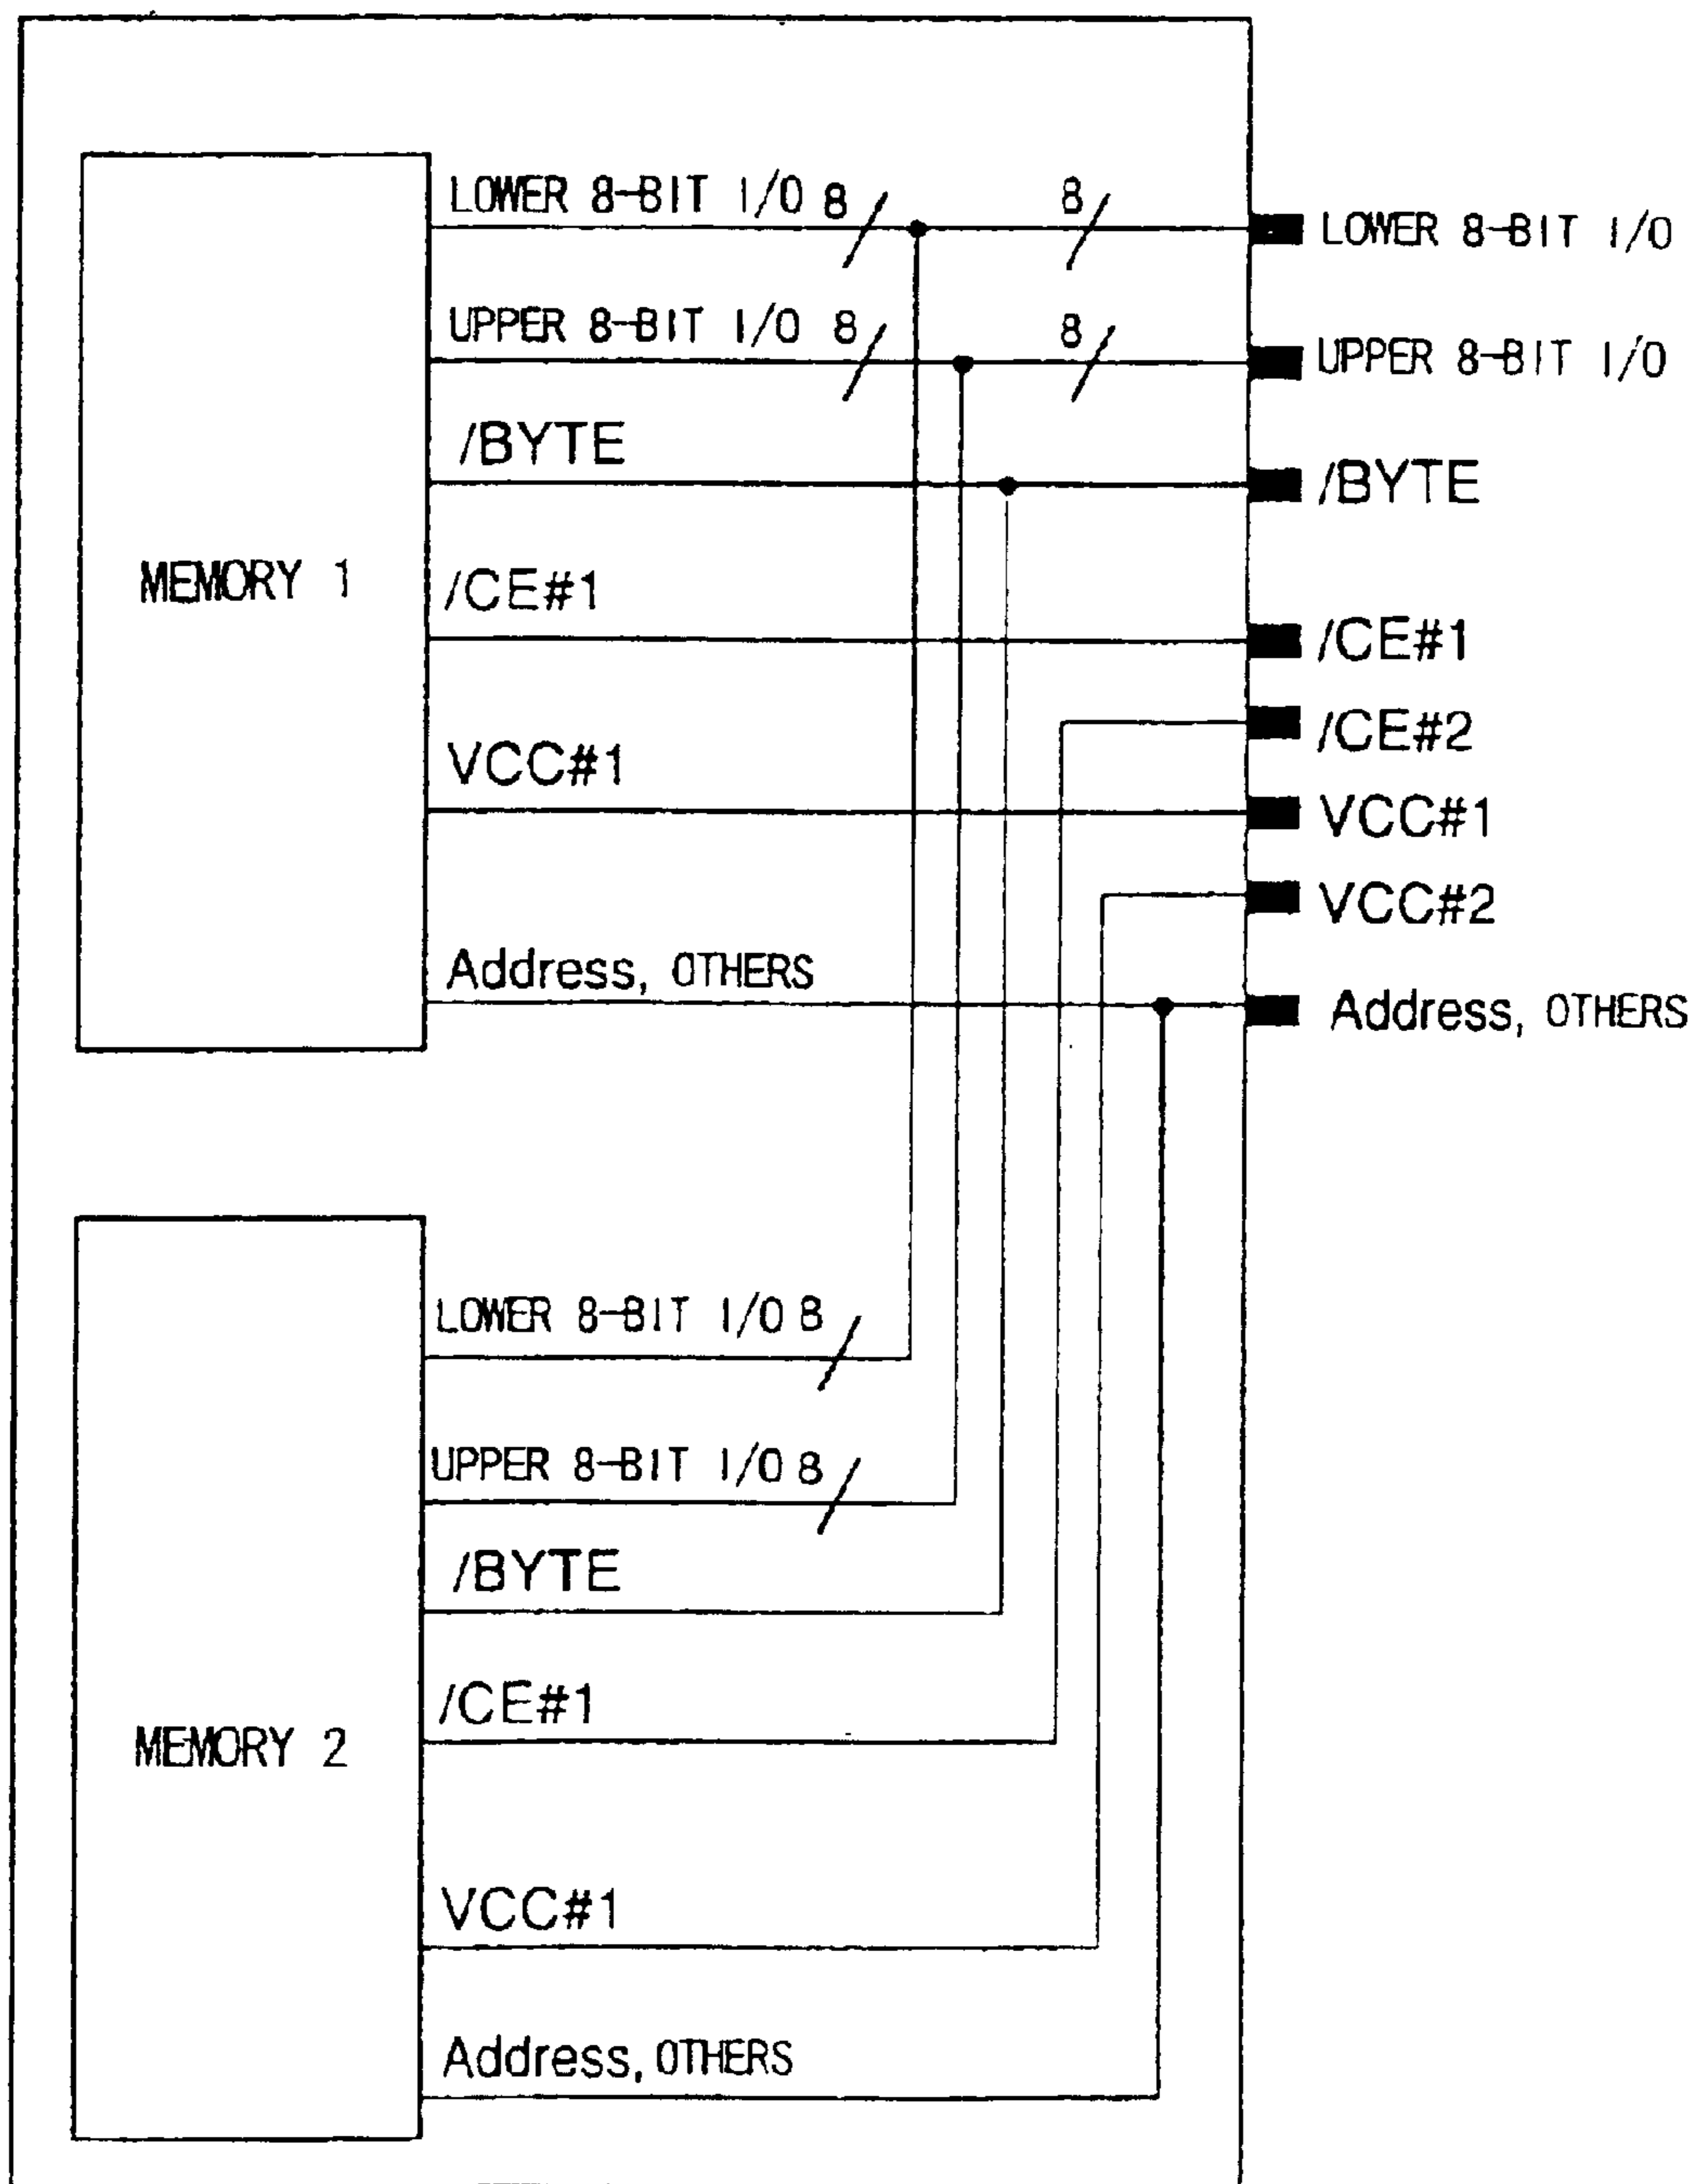 LOWER 8-BIT I/O 8 8 LOWER 8-BIT I/O
UPPER 8-BIT I/O 8 8 UPPER 8-BIT I/O
/BYTE /BYTE
MEMORY 1 /CE#1 /CE#1
/CE#2
VCC#1 VCC#1
VCC#2
Address, OTHERS Address, OTHERS
LOWER 8-BIT I/O 8
UPPER 8-BIT I/O 8
/BYTE
/CE#1
MEMORY 2
VCC#1
Address, OTHERS